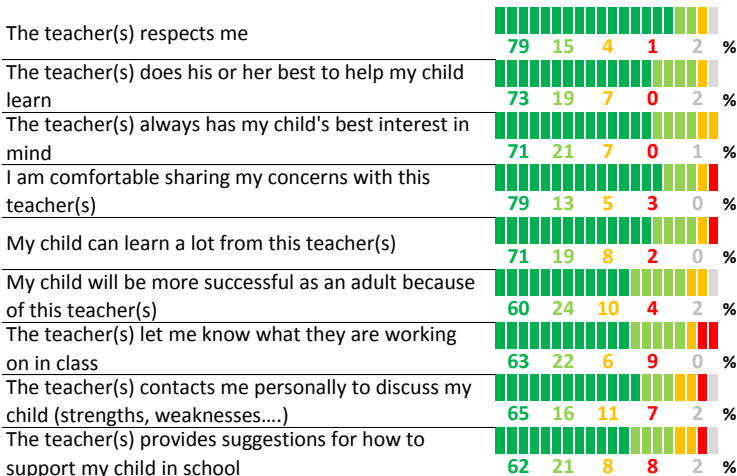 The teacher(s) respects me
79 15 4 1 2 %
The teacher(s) does his or her best to help my child
learn
73 19 7 0 2 %
The teacher(s) always has my child's best interest in
mind
71 21 7 0 1 %
I am comfortable sharing my concerns with this
teacher(s)
79 13 5 3 0 %
My child can learn a lot from this teacher(s)
71 19 8 2 0 %
My child will be more successful as an adult because
of this teacher(s)
60 24 10 4 2 %
The teacher(s) let me know what they are working
on in class
63 22 6 9 0 %
The teacher(s) contacts me personally to discuss my
child (strengths, weaknesses....)
65 16 11 7 2 %
The teacher(s) provides suggestions for how to
support my child in school
62 21 8 8 2 %